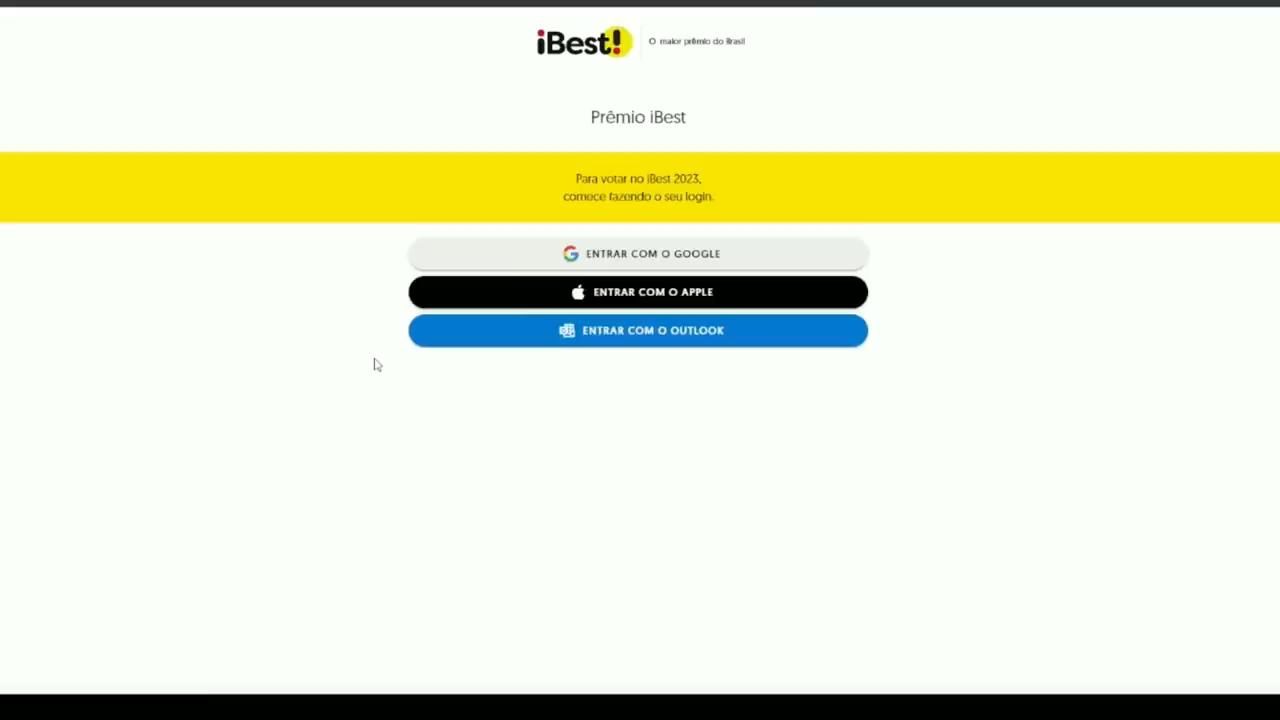 iBest!
O maior prêmio do Brasil
Prêmio iBest
Para votar no iBest 2023,
comece fazendo o seu login.
ENTRAR COM O GOOGLE
ENTRAR COM O APPLE
ENTRAR COM O OUTLOOK